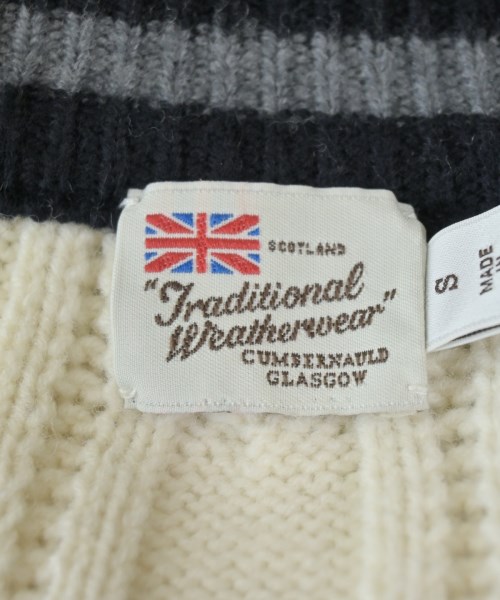 SCOTLAND
"Traditional
Weatherwear"
CUMBERNAULD
GLASGOW
S
MADE